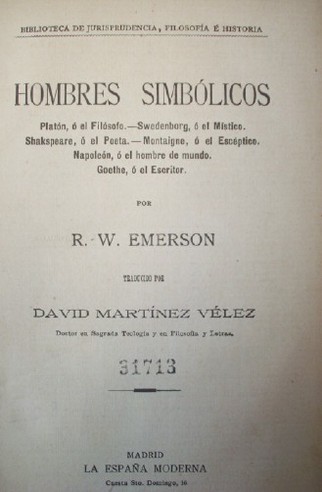 BIBLIOTECA DE JURISPRUDENCIA, FILOSOFÍA É HISTORIA
HOMBRES SIMBÓLICOS
Platón, ó el Filósofo.—Swedenborg, ó el Místico.
Shakspeare, ó el Poeta.—Montaigne, ó el Escéptico.
Napoleón, ó el hombre de mundo.
Goethe, ó el Escritor.
POR
R. W. EMERSON
TRADUCIDO POR
DAVID MARTÍNEZ VÉLEZ
Doctor en Sagrada Teología y en Filosofía y Letras.
31713
MADRID
LA ESPAÑA MODERNA
Cuesta Sto. Domingo, 16